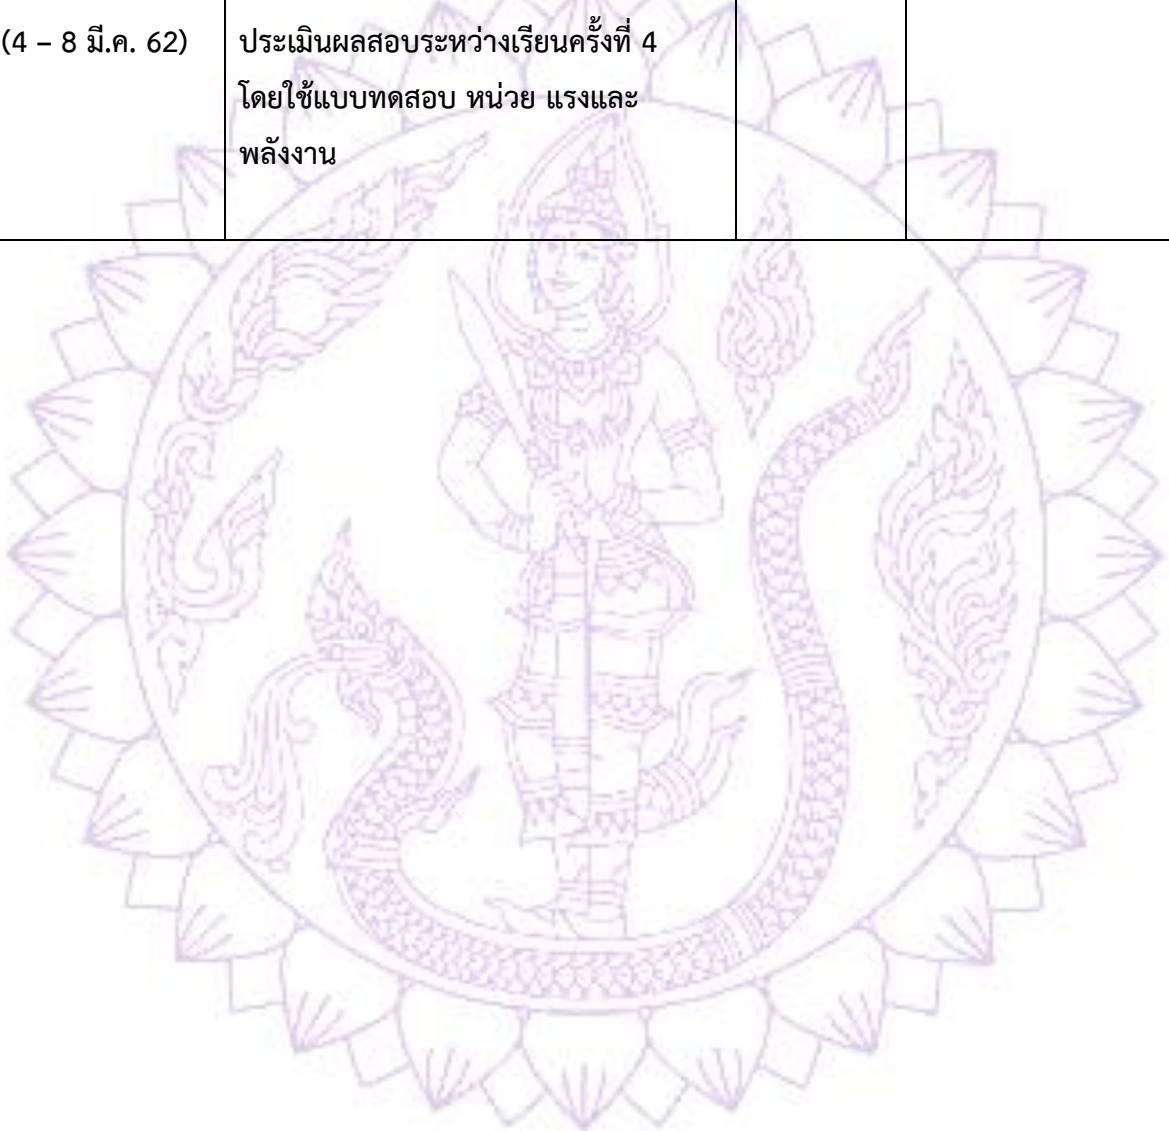 (4 – 8 มี.ค. 62)
ประเมินผลสอบระหว่างเรียนครั้งที่ 4
โดยใช้แบบทดสอบ หน่วย แรงและ
พลังงาน